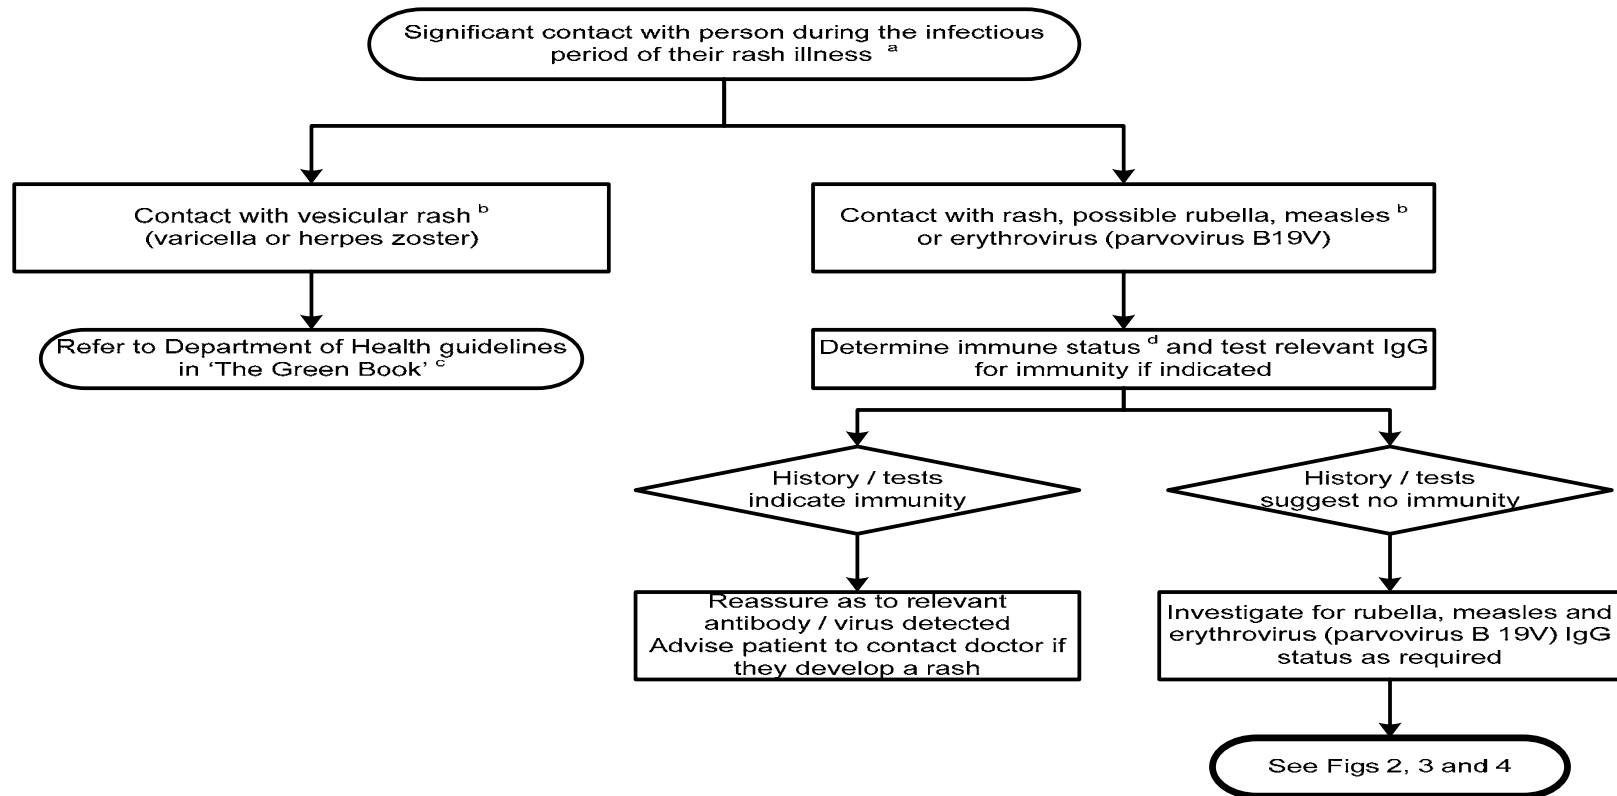 Significant contact with person during the infectious
period of their rash illness a
Contact with vesicular rash b
(varicella or herpes zoster)
Contact with rash, possible rubella, measles b
or erythrovirus (parvovirus B19V)
Refer to Department of Health guidelines
in ‘The Green Book’ c
Determine immune status d and test relevant IgG
for immunity if indicated
History / tests
indicate immunity
History / tests
suggest no immunity
Reassure as to relevant
antibody / virus detected
Advise patient to contact doctor if
they develop a rash
Investigate for rubella, measles and
erythrovirus (parvovirus B 19V) IgG
status as required
See Figs 2, 3 and 4